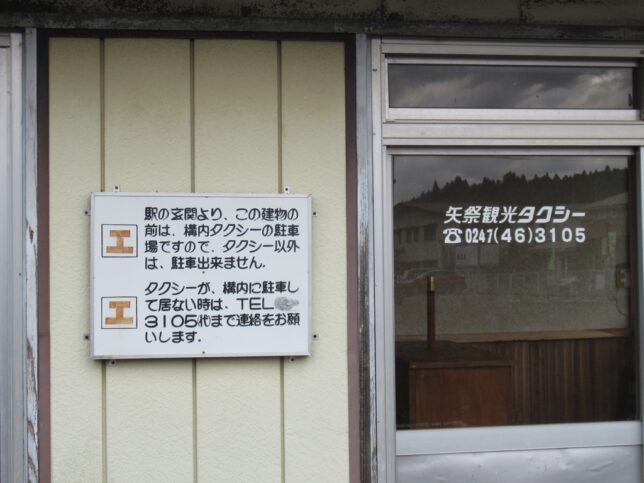 駅の玄関より、この建物の
前は、構内タクシーの駐車
場ですので、タクシー以外
は、駐車出来ません.
タクシーが、構内に駐車し
て居ない時は、TEL
3105(代)まで連絡をお願
いします.
エ
エ
矢祭観光タクシー
☎0247(46)3105